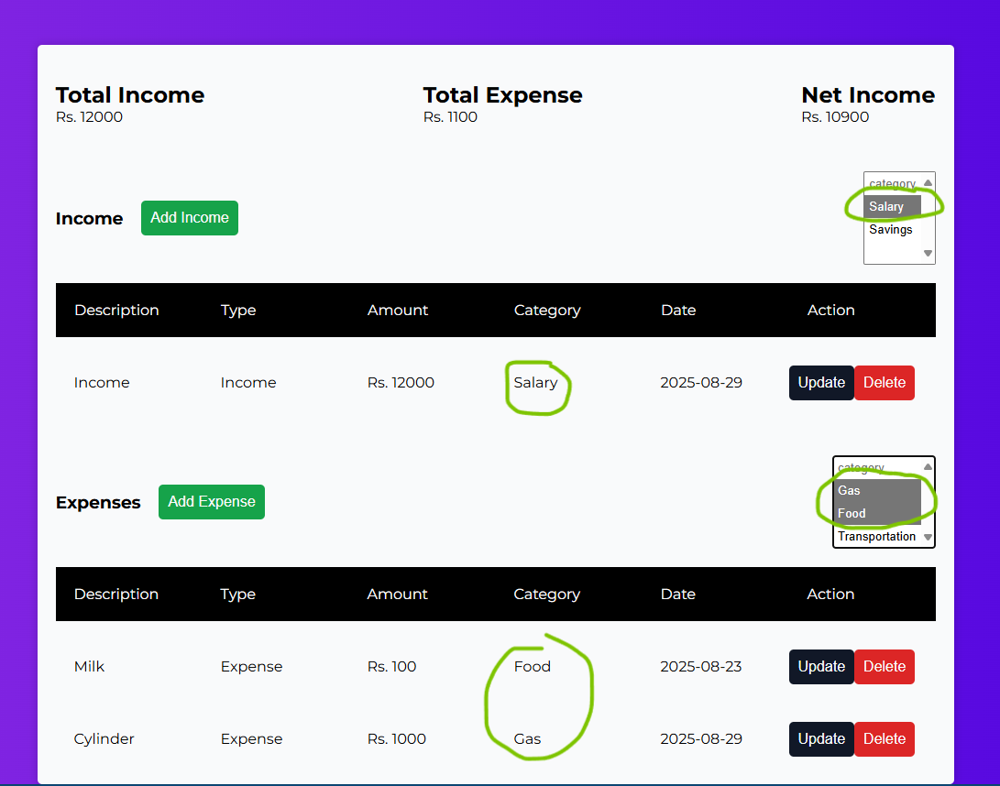 Total Income Total Expense Net Income
Rs. 12000 Rs. 1100 Rs. 10900
category
Salary
Savings
Income Add Income
Description Type Amount Category Date Action
Income Income Rs. 12000 Salary 2025-08-29 Update Delete
category
Gas
Food
Transportation
Expenses Add Expense
Description Type Amount Category Date Action
Milk Expense Rs. 100 Food 2025-08-23 Update Delete
Cylinder Expense Rs. 1000 Gas 2025-08-29 Update Delete